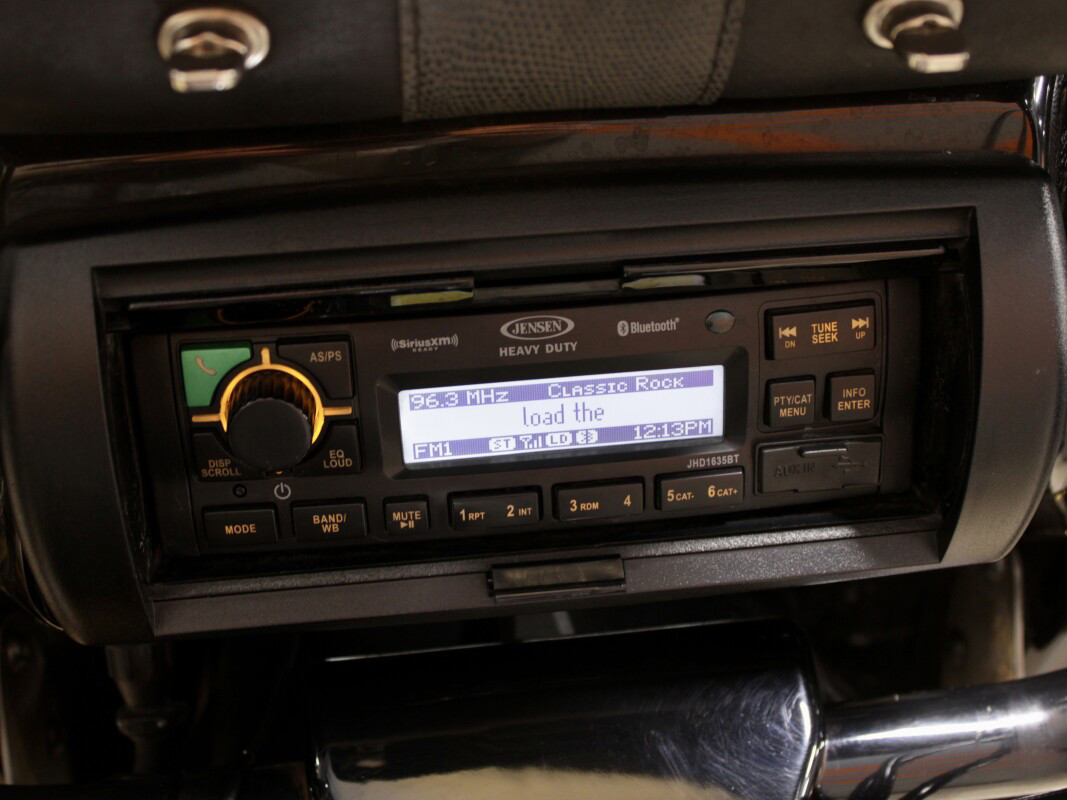 SiriusXM
READY
JENSEN
HEAVY DUTY
Bluetooth
AS/PS
DISP
SCROLL
EQ
LOUD
96.3 MHz Classic Rock
load the
FM1 ST LD 12:13PM
DN TUNE SEEK UP
PTY/CAT
MENU
INFO
ENTER
AUX IN
JHD1635BT
MODE
BAND/
WB
MUTE
1 RPT 2 INT
3 RDM 4
5 CAT- 6 CAT+